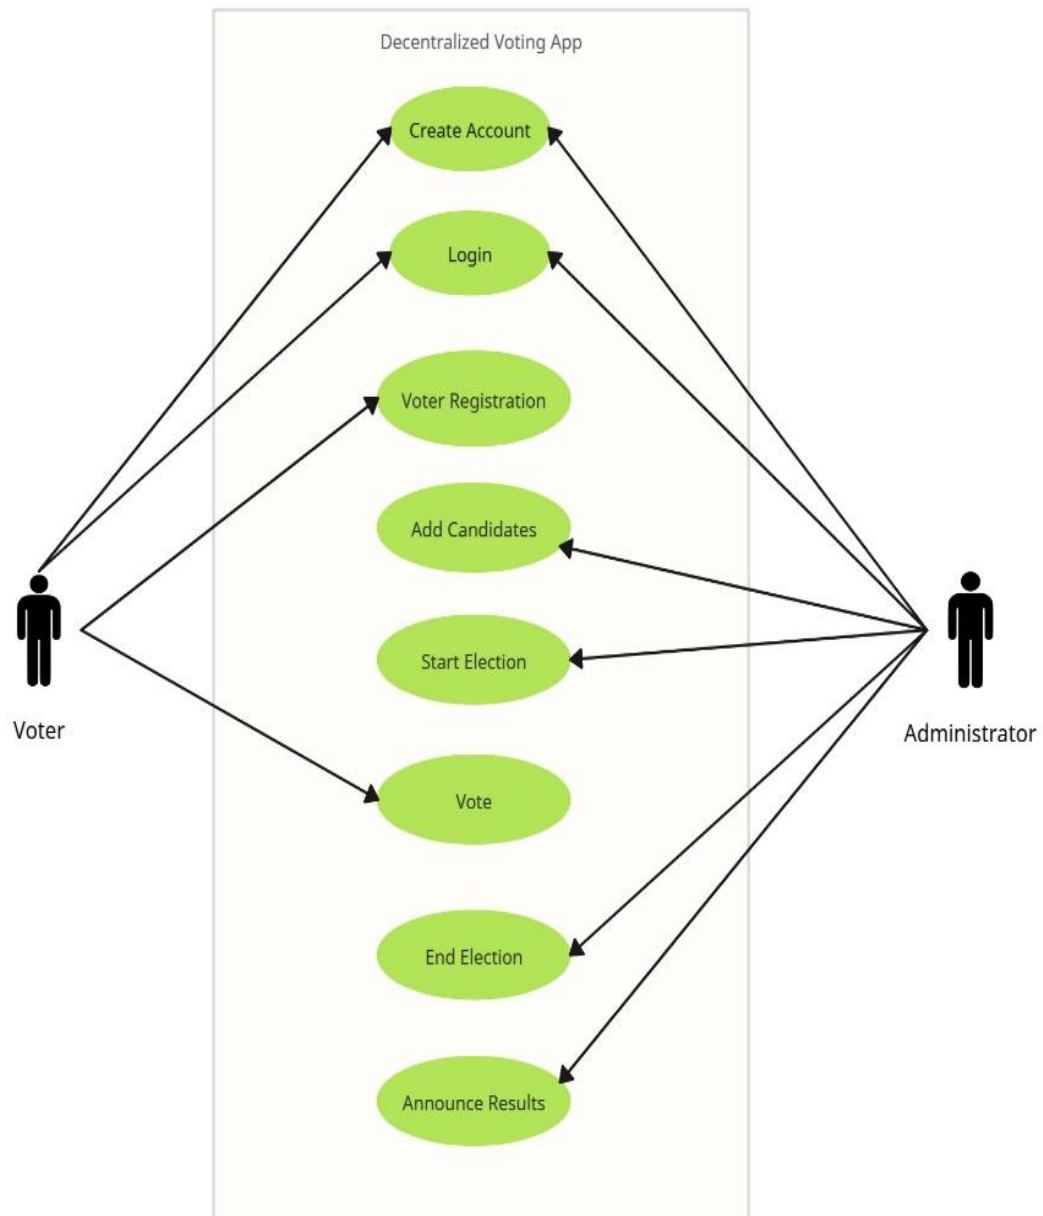 Decentralized Voting App
Create Account
Login
Voter Registration
Add Candidates
Start Election
Voter
Administrator
Vote
End Election
Announce Results